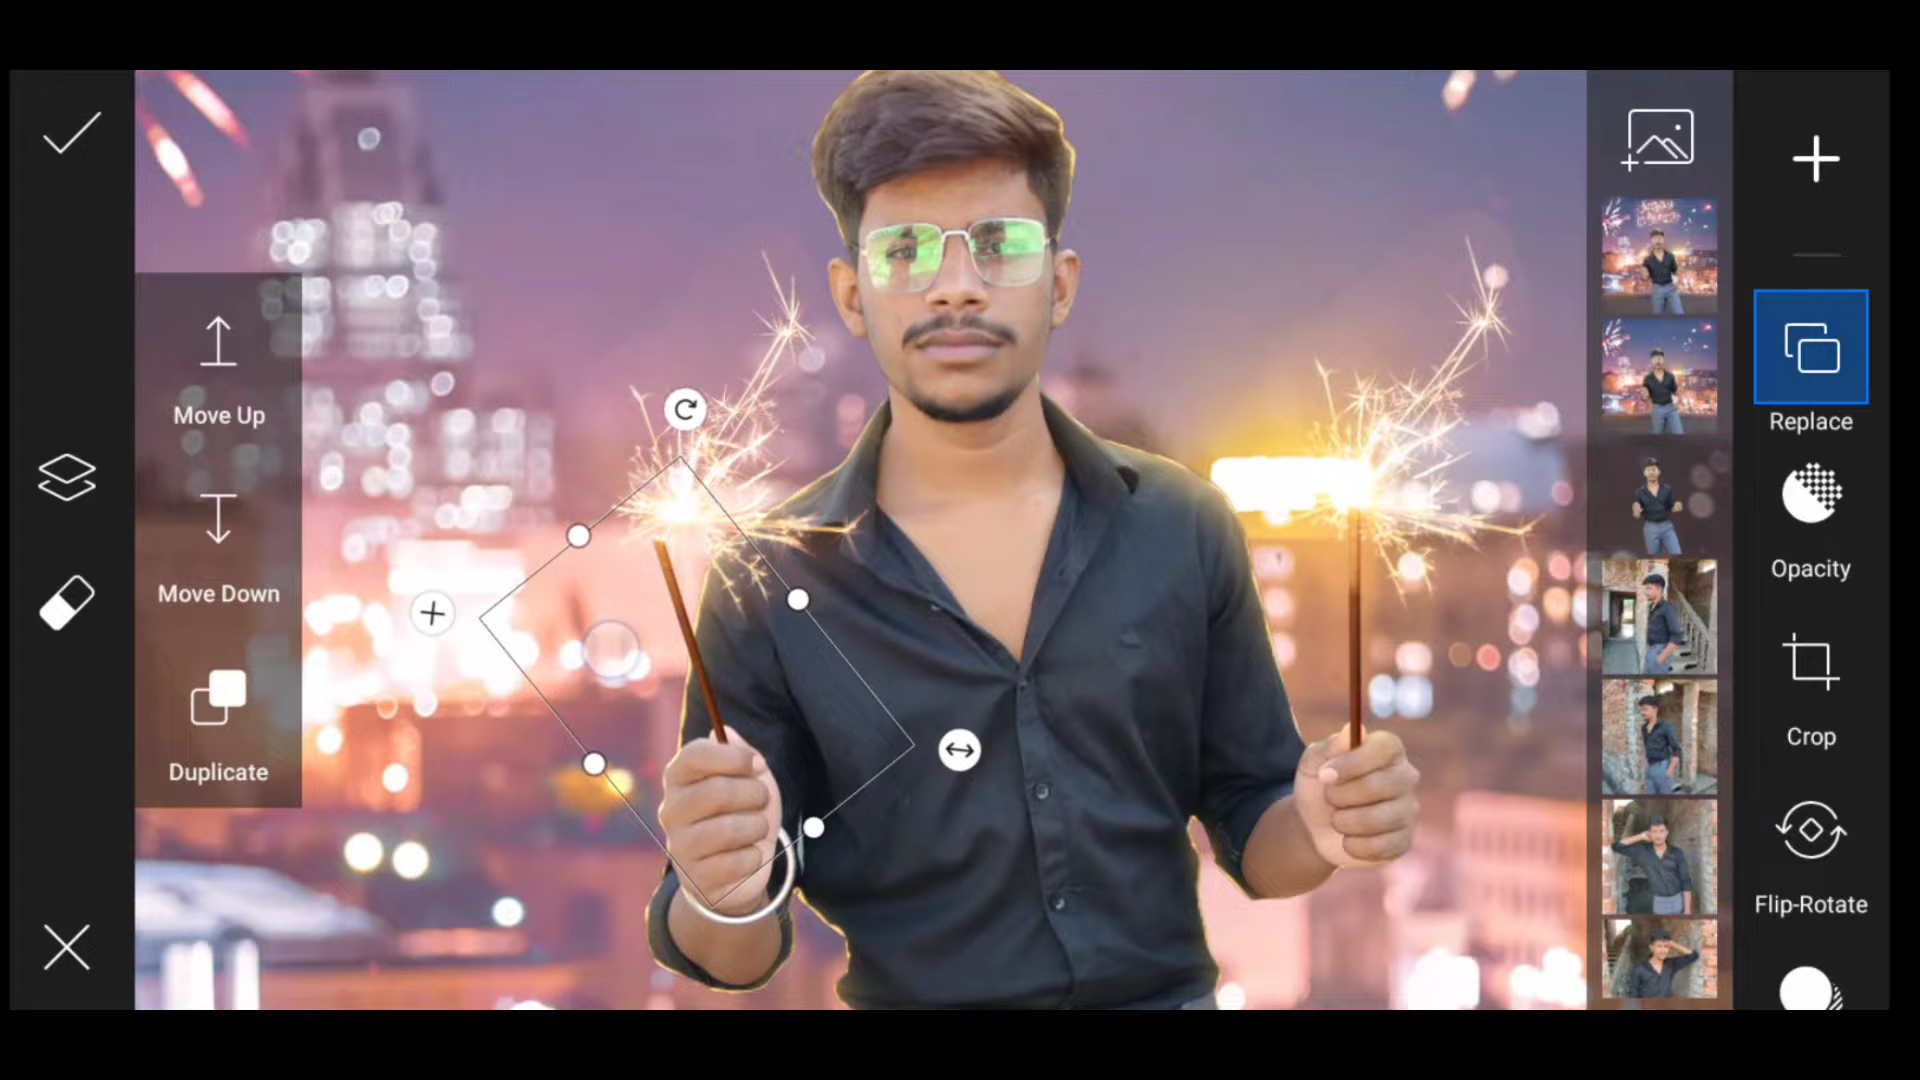 Move Up
Move Down
Duplicate
Replace
Opacity
Crop
Flip-Rotate